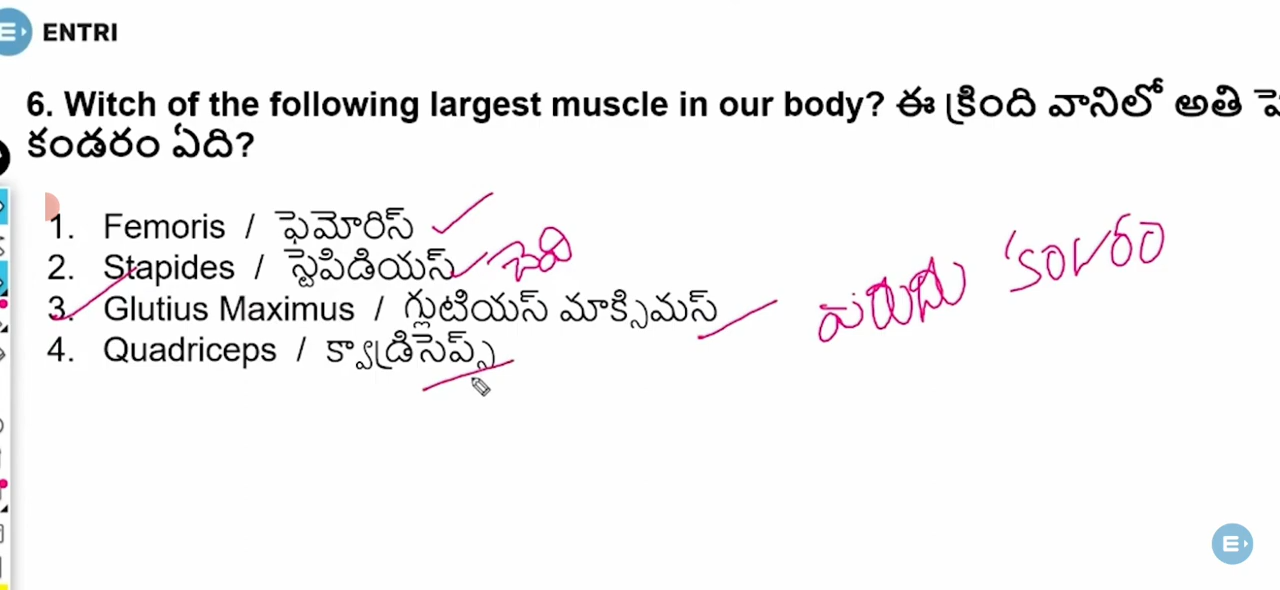 ENTRI
6. Witch of the following largest muscle in our body? ఈ క్రింది వానిలో అతి
కండరం ఏది?
1. Femoris / ఫెమోరిస్
2. Stapides / స్టెపిడియస్ చెవి
3. Glutius Maximus / గ్లుటియస్ మాక్సిమస్
4. Quadriceps / క్వాడ్రిసెప్స్
కండరం